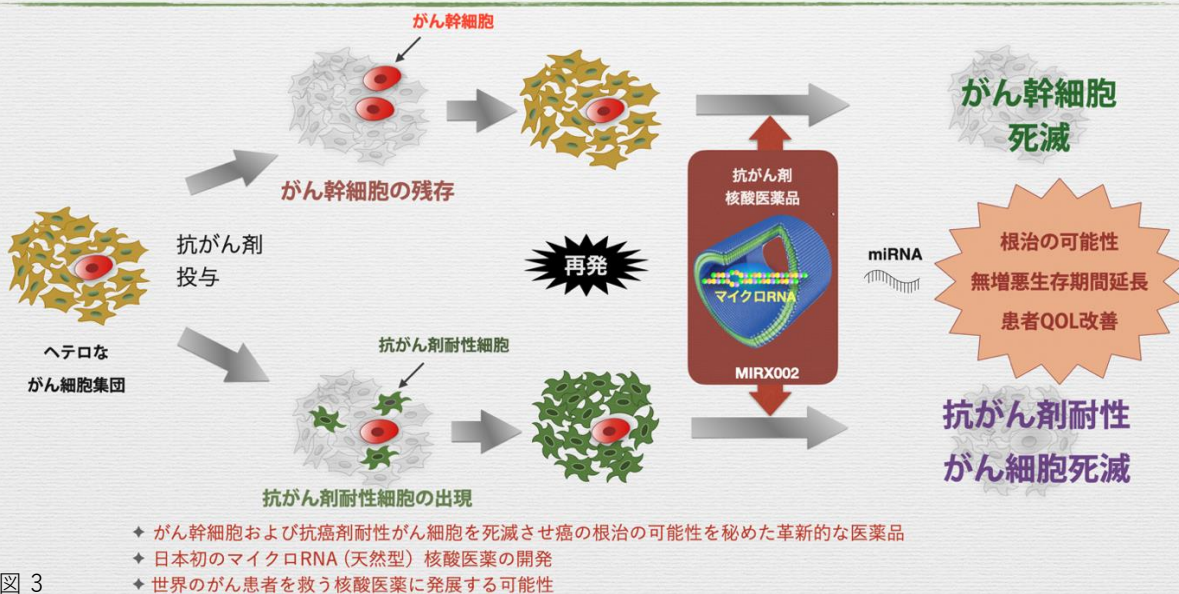 がん幹細胞
がん幹細胞の残存
がん幹細胞
死滅
抗がん剤
核酸医薬品
マイクロRNA
MIRX002
miRNA
根治の可能性
無増悪生存期間延長
患者QOL改善
抗がん剤
投与
再発
ヘテロな
がん細胞集団
抗がん剤耐性細胞
抗がん剤耐性細胞の出現
抗がん剤耐性
がん細胞死滅
✦ がん幹細胞および抗癌剤耐性がん細胞を死滅させ癌の根治の可能性を秘めた革新的な医薬品
✦ 日本初のマイクロRNA (天然型) 核酸医薬の開発
✦ 世界のがん患者を救う核酸医薬に発展する可能性
図 3